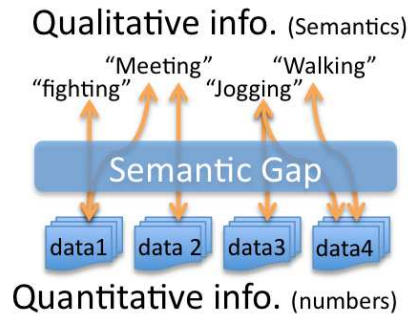 Qualitative info. (Semantics)
“Meeting” “Walking”
“fighting” “Jogging”
Semantic Gap
data1 data 2 data3 data4
Quantitative info. (numbers)